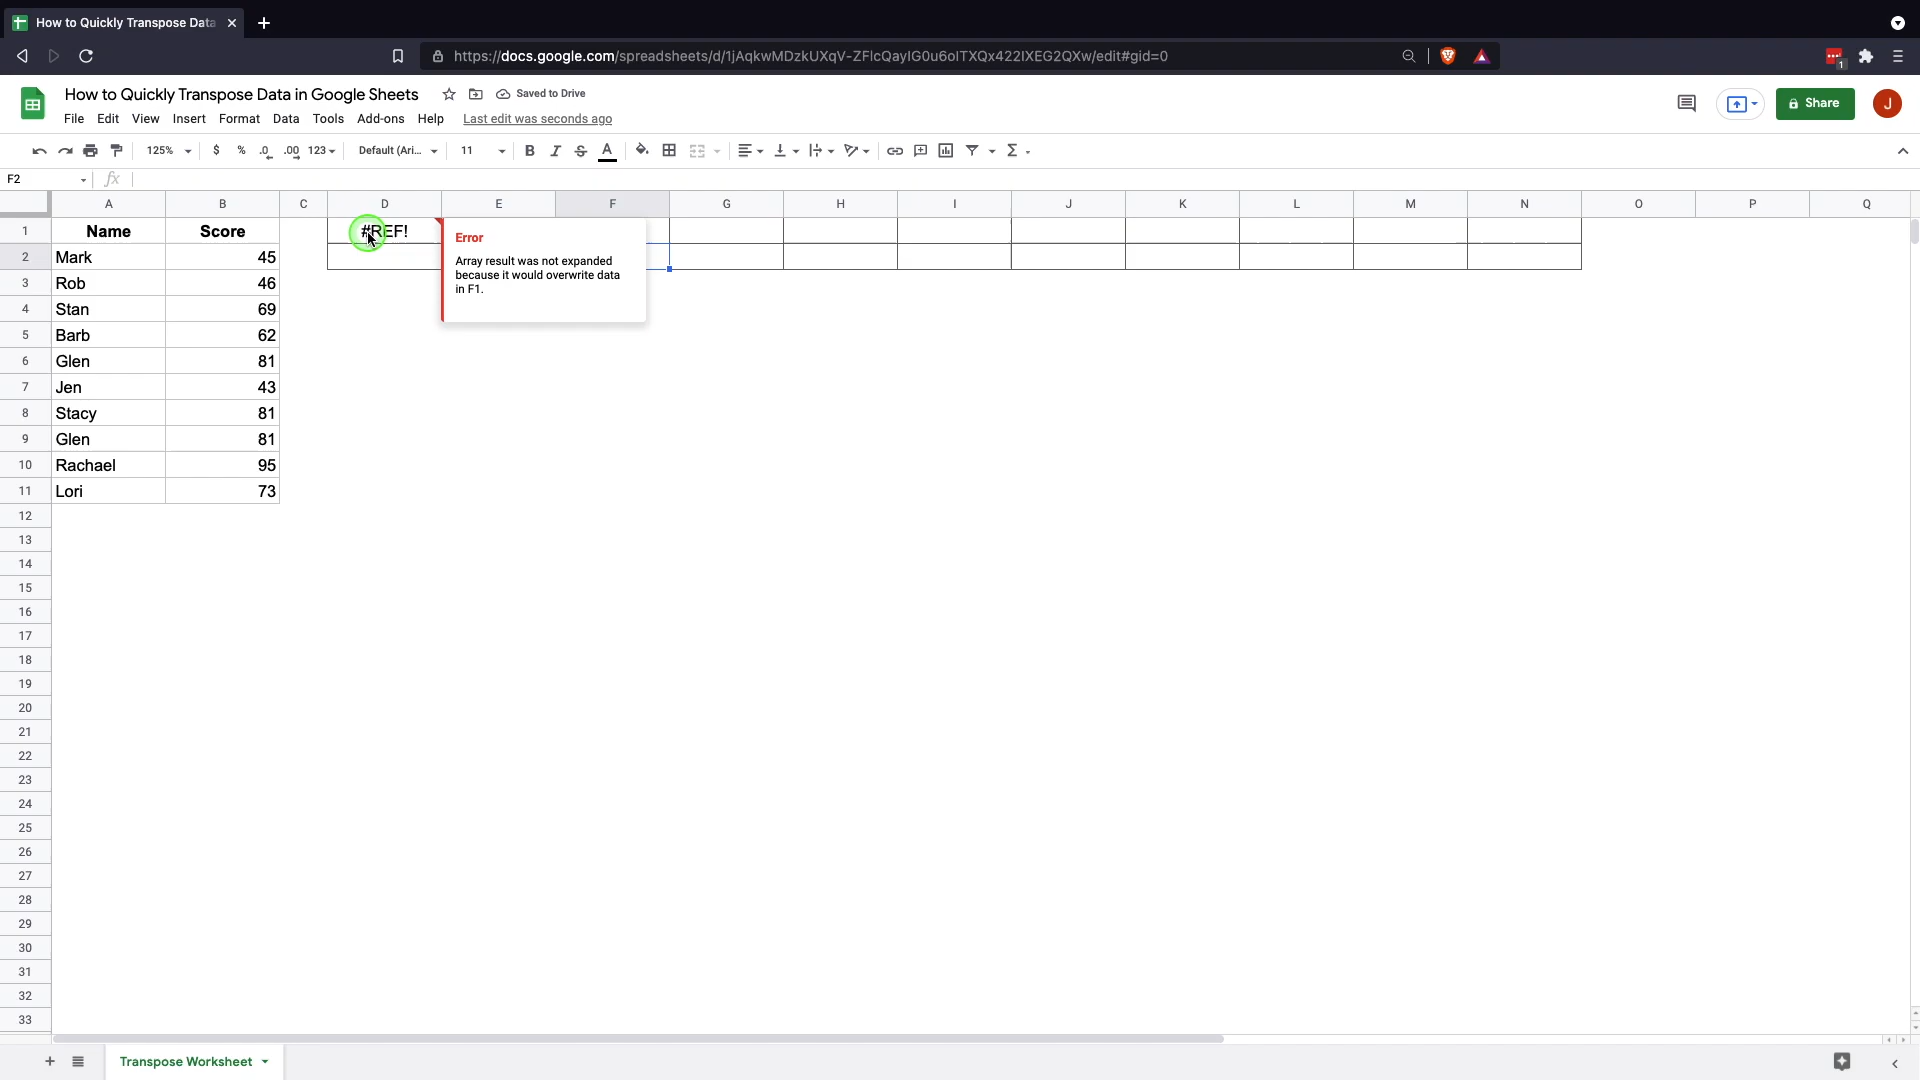 How to Quickly Transpose Data
https://docs.google.com/spreadsheets/d/1jAqkwMDzkUXqV-ZFlcQayIG0u6oITXQx422IXEG2QXw/edit#gid=0
1
How to Quickly Transpose Data in Google Sheets
Saved to Drive
Share
J
File Edit View Insert Format Data Tools Add-ons Help Last edit was seconds ago
125% $ % .0 .00 123 Default (Ari... 11 B I S A Σ
F2 fx
A B C D E F G H I J K L M N O P Q
1 Name Score #REF!
Error
Array result was not expanded
because it would overwrite data
in F1.
2 Mark 45
3 Rob 46
4 Stan 69
5 Barb 62
6 Glen 81
7 Jen 43
8 Stacy 81
9 Glen 81
10 Rachael 95
11 Lori 73
12
13
14
15
16
17
18
19
20
21
22
23
24
25
26
27
28
29
30
31
32
33
Transpose Worksheet